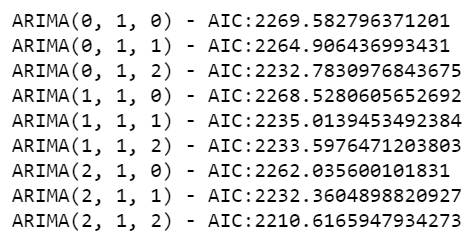 ARIMA(0, 1, 0) - AIC:2269.582796371201
ARIMA(0, 1, 1) - AIC:2264.906436993431
ARIMA(0, 1, 2) - AIC:2232.7830976843675
ARIMA(1, 1, 0) - AIC:2268.5280605652692
ARIMA(1, 1, 1) - AIC:2235.0139453492384
ARIMA(1, 1, 2) - AIC:2233.5976471203803
ARIMA(2, 1, 0) - AIC:2262.035600101831
ARIMA(2, 1, 1) - AIC:2232.3604898820927
ARIMA(2, 1, 2) - AIC:2210.6165947934273